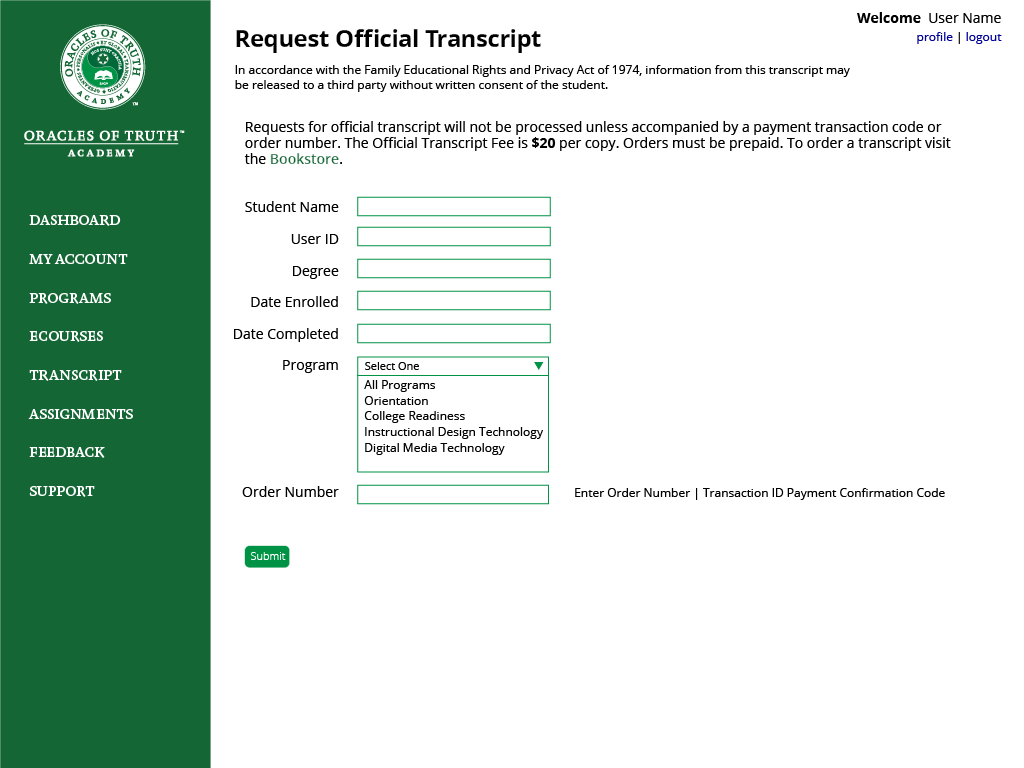 ORACLES OF TRUTH
ACADEMY
™
ORACLES OF TRUTH™
ACADEMY
DASHBOARD
MY ACCOUNT
PROGRAMS
ECOURSES
TRANSCRIPT
ASSIGNMENTS
FEEDBACK
SUPPORT
Welcome User Name
profile | logout
Request Official Transcript
In accordance with the Family Educational Rights and Privacy Act of 1974, information from this transcript may
be released to a third party without written consent of the student.
Requests for official transcript will not be processed unless accompanied by a payment transaction code or
order number. The Official Transcript Fee is $20 per copy. Orders must be prepaid. To order a transcript visit
the Bookstore.
Student Name
User ID
Degree
Date Enrolled
Date Completed
Program
Select One
All Programs
Orientation
College Readiness
Instructional Design Technology
Digital Media Technology
Order Number
Enter Order Number | Transaction ID Payment Confirmation Code
Submit